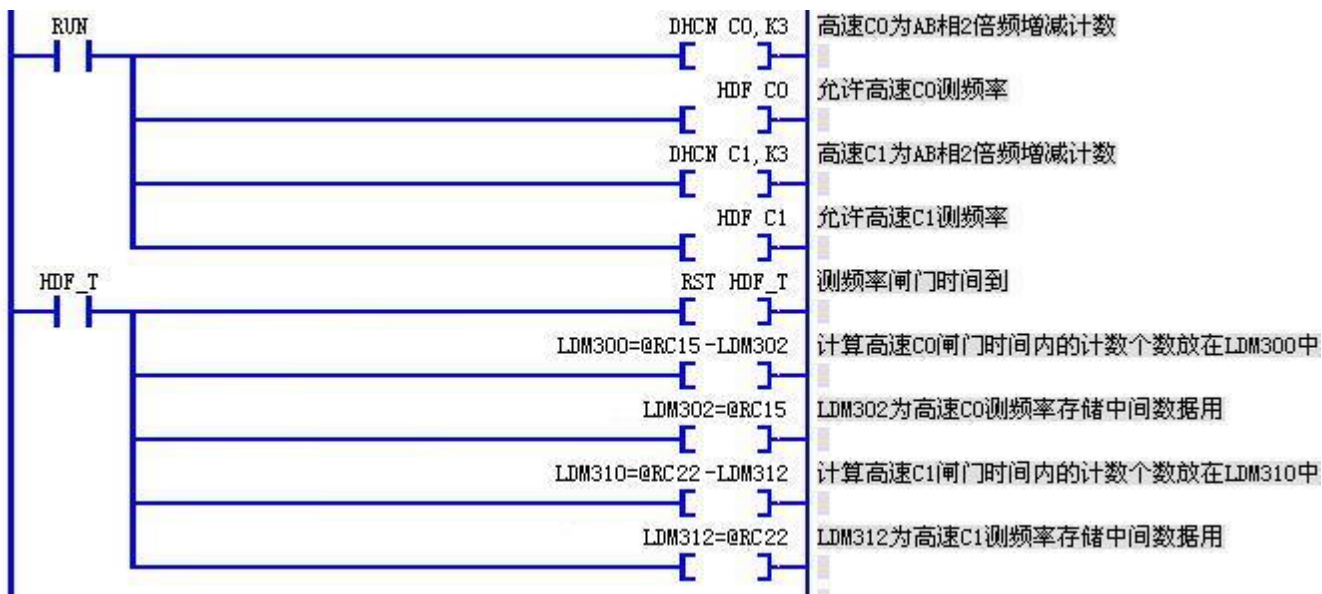 RUN
DHCN C0,K3 高速C0为AB相2倍频增减计数
HDF C0 允许高速C0测频率
DHCN C1,K3 高速C1为AB相2倍频增减计数
HDF C1 允许高速C1测频率
HDF_T
RST HDF_T 测频率闸门时间到
LDM300=@RC15-LDM302 计算高速C0闸门时间内的计数个数放在LDM300中
LDM302=@RC15 LDM302为高速C0测频率存储中间数据用
LDM310=@RC22-LDM312 计算高速C1闸门时间内的计数个数放在LDM310中
LDM312=@RC22 LDM312为高速C1测频率存储中间数据用